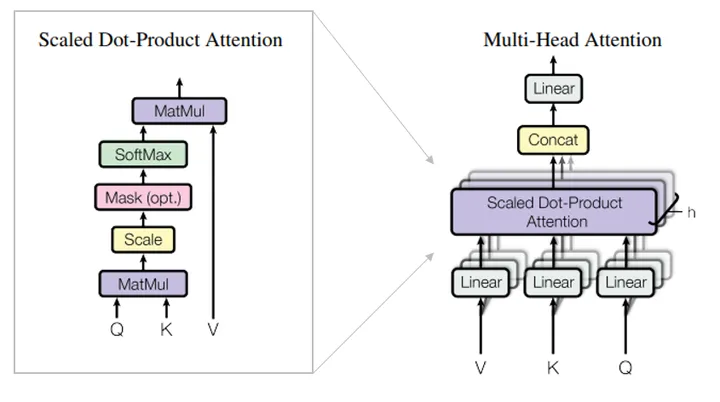 Scaled Dot-Product Attention
MatMul
SoftMax
Mask (opt.)
Scale
MatMul
Q K V
Multi-Head Attention
Linear
Concat
Scaled Dot-Product
Attention
h
Linear Linear Linear
V K Q